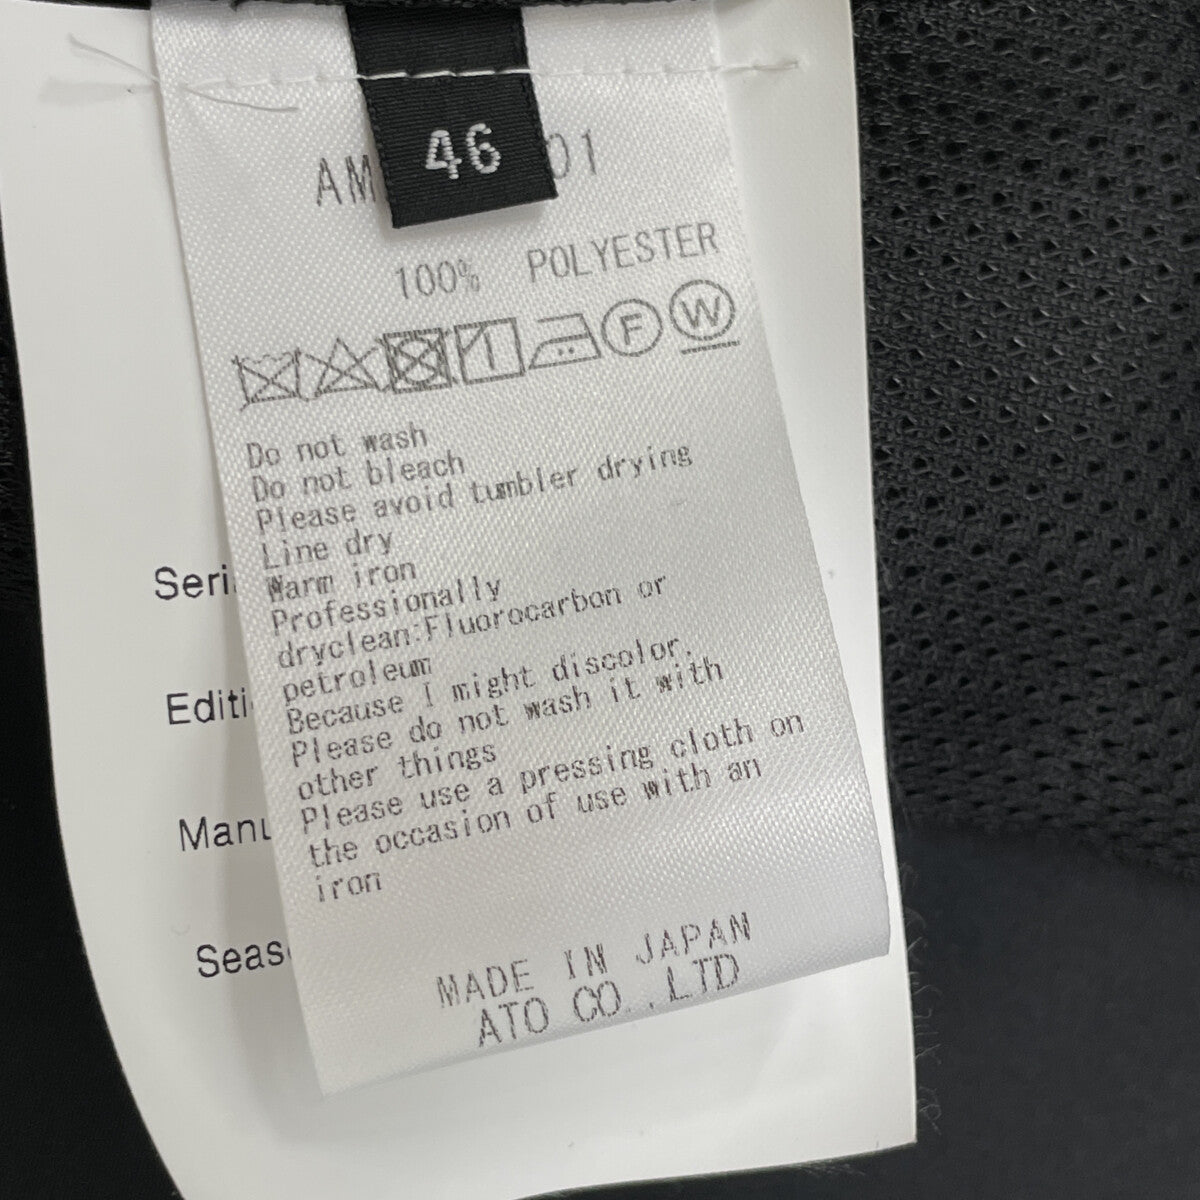 46
AM 01
100% POLYESTER
F W
Do not wash
Do not bleach
Please avoid tumbler drying
Line dry
Warm iron
Professionally
dryclean:Fluorocarbon or
petroleum
Because I might discolor,
Please do not wash it with
other things
Please use a pressing cloth on
the occasion of use with an
iron
MADE IN JAPAN
ATO CO.,LTD
Seri
Editi
Manu
Seas